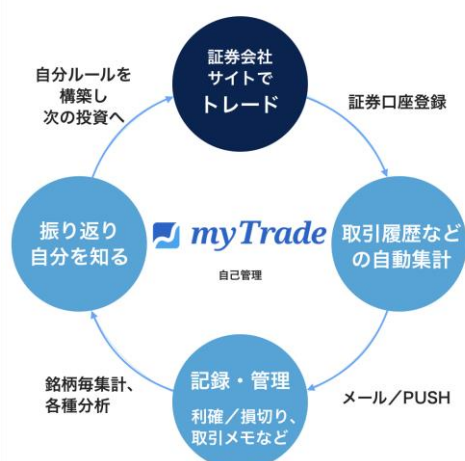 証券会社
サイトで
トレード
証券口座登録
取引履歴など
の自動集計
メール／PUSH
記録・管理
利確／損切り、
取引メモなど
銘柄毎集計、
各種分析
振り返り
自分を知る
自分ルールを
構築し
次の投資へ
myTrade
自己管理